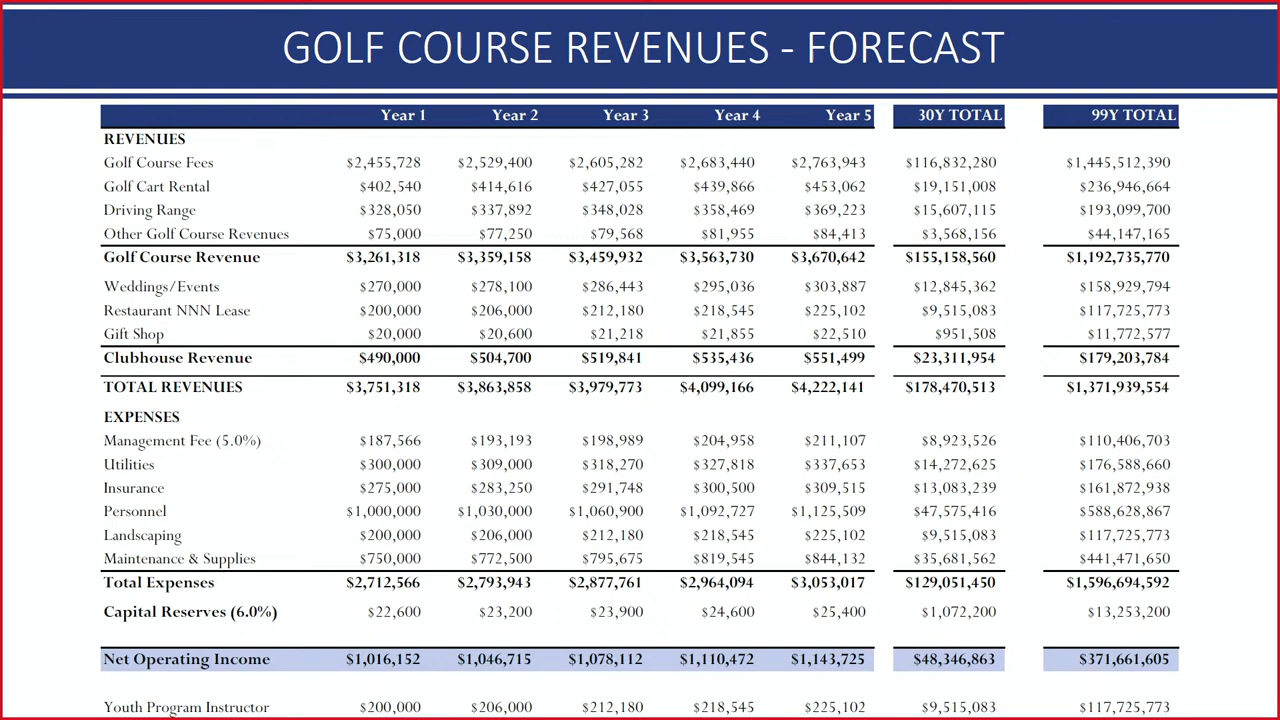 GOLF COURSE REVENUES - FORECAST
Year 1 Year 2 Year 3 Year 4 Year 5 30Y TOTAL 99Y TOTAL
REVENUES
Golf Course Fees $2,455,728 $2,529,400 $2,605,282 $2,683,440 $2,763,943 $116,832,280 $1,445,512,390
Golf Cart Rental $402,540 $414,616 $427,055 $439,866 $453,062 $19,151,008 $236,946,664
Driving Range $328,050 $337,892 $348,028 $358,469 $369,223 $15,607,115 $193,099,700
Other Golf Course Revenues $75,000 $77,250 $79,568 $81,955 $84,413 $3,568,156 $44,147,165
Golf Course Revenue $3,261,318 $3,359,158 $3,459,932 $3,563,730 $3,670,642 $155,158,560 $1,192,735,770
Weddings/Events $270,000 $278,100 $286,443 $295,036 $303,887 $12,845,362 $158,929,794
Restaurant NNN Lease $200,000 $206,000 $212,180 $218,545 $225,102 $9,515,083 $117,725,773
Gift Shop $20,000 $20,600 $21,218 $21,855 $22,510 $951,508 $11,772,577
Clubhouse Revenue $490,000 $504,700 $519,841 $535,436 $551,499 $23,311,954 $179,203,784
TOTAL REVENUES $3,751,318 $3,863,858 $3,979,773 $4,099,166 $4,222,141 $178,470,513 $1,371,939,554
EXPENSES
Management Fee (5.0%) $187,566 $193,193 $198,989 $204,958 $211,107 $8,923,526 $110,406,703
Utilities $300,000 $309,000 $318,270 $327,818 $337,653 $14,272,625 $176,588,660
Insurance $275,000 $283,250 $291,748 $300,500 $309,515 $13,083,239 $161,872,938
Personnel $1,000,000 $1,030,000 $1,060,900 $1,092,727 $1,125,509 $47,575,416 $588,628,867
Landscaping $200,000 $206,000 $212,180 $218,545 $225,102 $9,515,083 $117,725,773
Maintenance & Supplies $750,000 $772,500 $795,675 $819,545 $844,132 $35,681,562 $441,471,650
Total Expenses $2,712,566 $2,793,943 $2,877,761 $2,964,094 $3,053,017 $129,051,450 $1,596,694,592
Capital Reserves (6.0%) $22,600 $23,200 $23,900 $24,600 $25,400 $1,072,200 $13,253,200
Net Operating Income $1,016,152 $1,046,715 $1,078,112 $1,110,472 $1,143,725 $48,346,863 $371,661,605
Youth Program Instructor $200,000 $206,000 $212,180 $218,545 $225,102 $9,515,083 $117,725,773